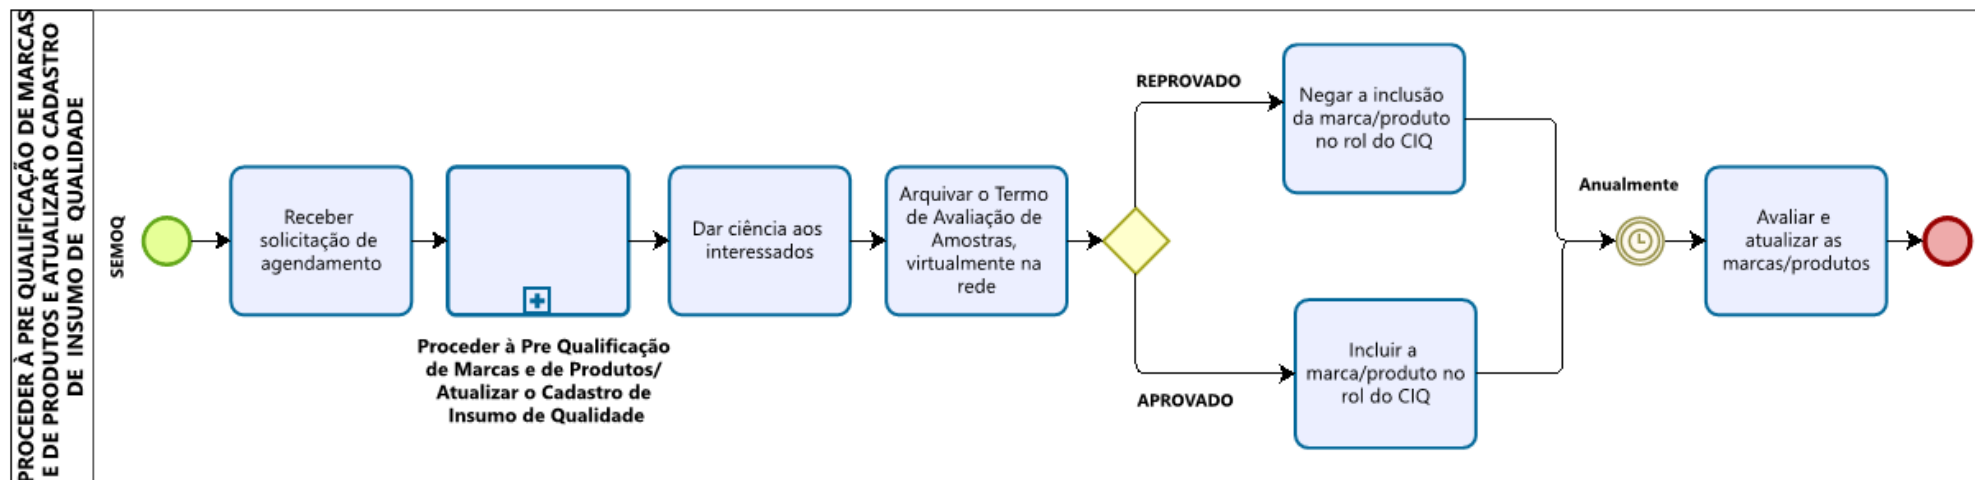 PROCEDER À PRE QUALIFICAÇÃO DE MARCAS
E DE PRODUTOS E ATUALIZAR O CADASTRO
DE INSUMO DE QUALIDADE
SEMOQ
Receber
solicitação de
agendamento
Proceder à Pre Qualificação
de Marcas e de Produtos/
Atualizar o Cadastro de
Insumo de Qualidade
Dar ciência aos
interessados
Arquivar o Termo
de Avaliação de
Amostras,
virtualmente na
rede
REPROVADO
Negar a inclusão
da marca/produto
no rol do CIQ
APROVADO
Incluir a
marca/produto no
rol do CIQ
Anualmente
Avaliar e
atualizar as
marcas/produtos